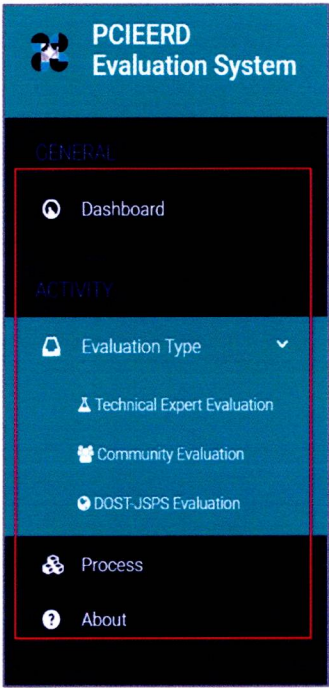 PCIEERD
Evaluation System
GENERAL
Dashboard
ACTIVITY
Evaluation Type
Technical Expert Evaluation
Community Evaluation
DOST-JSPS Evaluation
Process
About